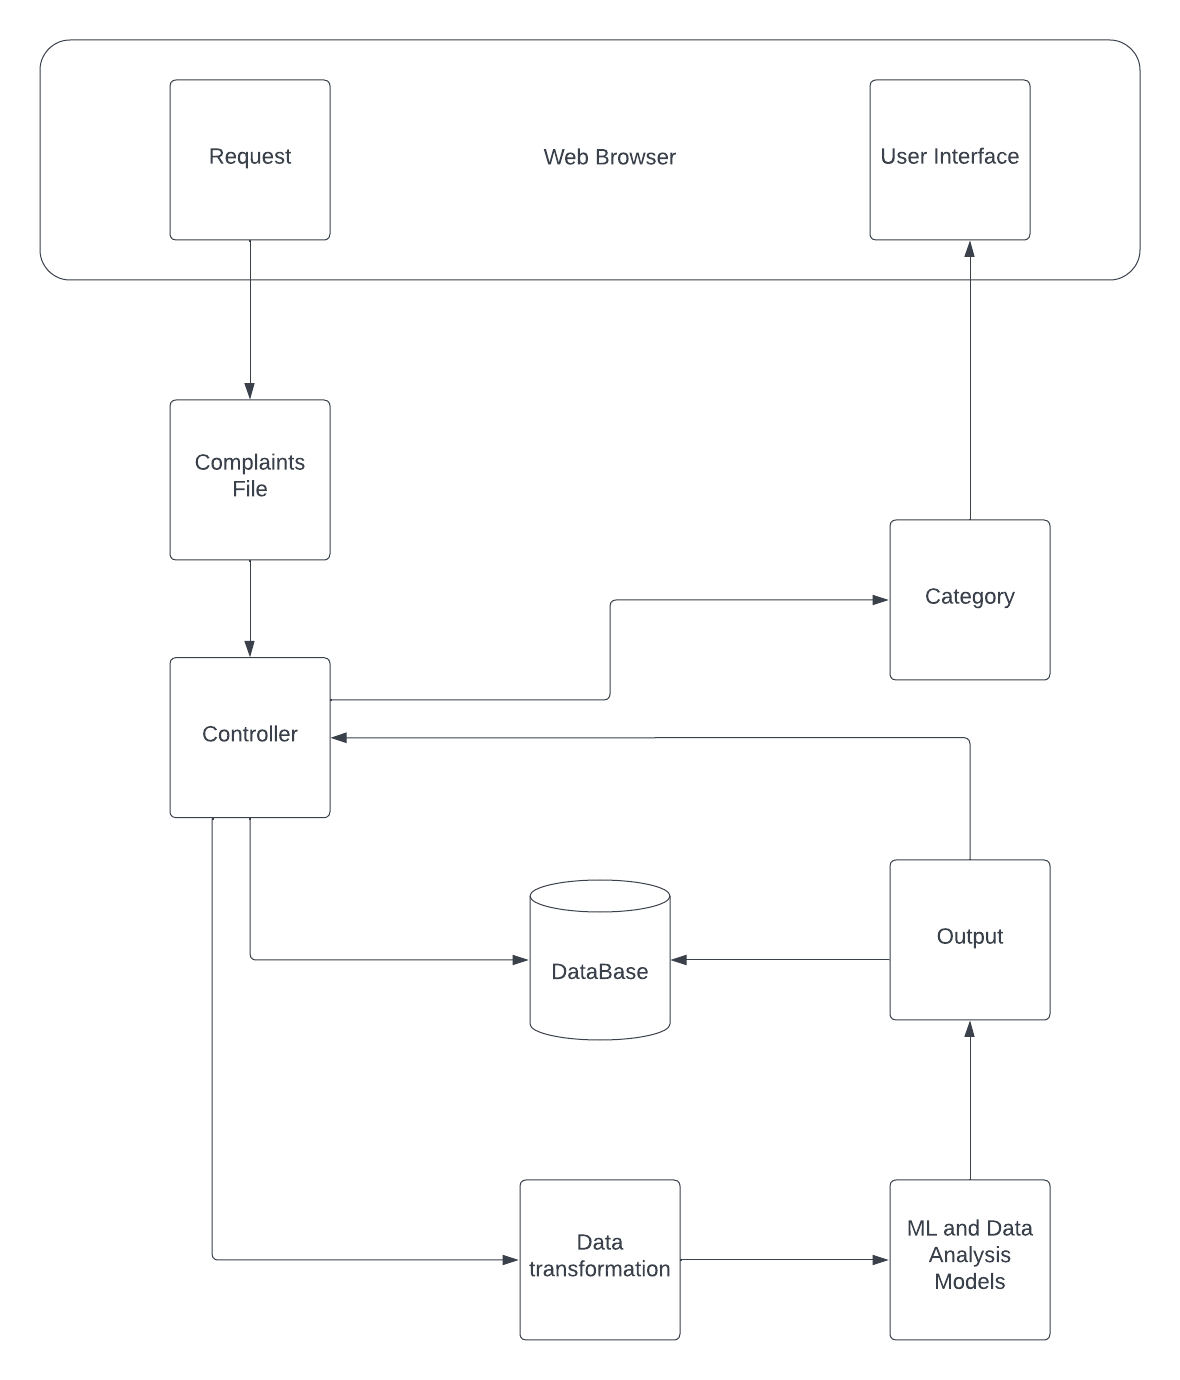 Request
Web Browser
User Interface
Complaints
File
Category
Controller
Output
DataBase
Data
transformation
ML and Data
Analysis
Models